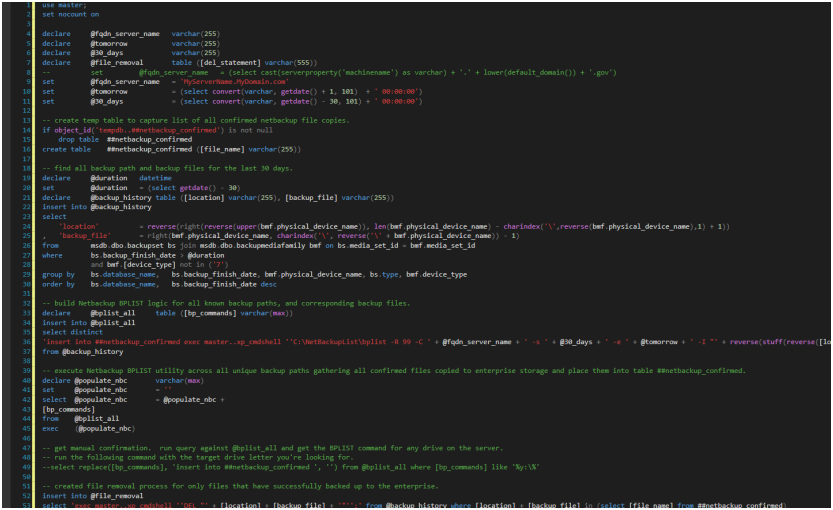 1 use master;
2 set nocount on
3
4 declare @fqdn_server_name varchar(255)
5 declare @tomorrow varchar(255)
6 declare @30_days varchar(255)
7 declare @file_removal table ([del_statement] varchar(555))
8 -- set @fqdn_server_name = (select cast(serverproperty('machinename') as varchar) + '.' + lower(default_domain()) + '.gov')
9 set @fqdn_server_name = 'MyServerName.MyDomain.com'
10 set @tomorrow = (select convert(varchar, getdate() + 1, 101) + ' 00:00:00')
11 set @30_days = (select convert(varchar, getdate() - 30, 101) + ' 00:00:00')
12
13 -- create temp table to capture list of all confirmed netbackup file copies.
14 if object_id('tempdb..##netbackup_confirmed') is not null
15 drop table ##netbackup_confirmed
16 create table ##netbackup_confirmed ([file_name] varchar(255))
17
18 -- find all backup path and backup files for the last 30 days.
19 declare @duration datetime
20 set @duration = (select getdate() - 30)
21 declare @backup_history table ([location] varchar(255), [backup_file] varchar(255))
22 insert into @backup_history
23 select
24 'location' = reverse(right(reverse(upper(bmf.physical_device_name)), len(bmf.physical_device_name) - charindex('\',reverse(bmf.physical_device_name),1) + 1))
25 , 'backup_file' = right(bmf.physical_device_name, charindex('\', reverse('\' + bmf.physical_device_name)) - 1)
26 from msdb.dbo.backupset bs join msdb.dbo.backupmediafamily bmf on bs.media_set_id = bmf.media_set_id
27 where bs.backup_finish_date > @duration
28 and bmf.[device_type] not in ('7')
29 group by bs.database_name, bs.backup_finish_date, bmf.physical_device_name, bs.type, bmf.device_type
30 order by bs.database_name, bs.backup_finish_date desc
31
32 -- build Netbackup BPLIST logic for all known backup paths, and corresponding backup files.
33 declare @bplist_all table ([bp_commands] varchar(max))
34 insert into @bplist_all
35 select distinct
36 'insert into ##netbackup_confirmed exec master..xp_cmdshell ''C:\NetBackupList\bplist -R 99 -C ' + @fqdn_server_name + ' -s ' + @30_days + ' -e ' + @tomorrow + ' -I "' + reverse(stuff(reverse([lo
37 from @backup_history
38
39 -- execute Netbackup BPLIST utility across all unique backup paths gathering all confirmed files copied to enterprise storage and place them into table ##netbackup_confirmed.
40 declare @populate_nbc varchar(max)
41 set @populate_nbc = ''
42 select @populate_nbc = @populate_nbc +
43 [bp_commands]
44 from @bplist_all
45 exec (@populate_nbc)
46
47 -- get manual confirmation. run query against @bplist_all and get the BPLIST command for any drive on the server.
48 -- run the following command with the target drive letter you're looking for.
49 --select replace([bp_commands], 'insert into ##netbackup_confirmed ', '') from @bplist_all where [bp_commands] like '%y:\%'
50
51 -- created file removal process for only files that have successfully backed up to the enterprise.
52 insert into @file_removal
53 select 'exec master..xp_cmdshell ''DEL "' + [location] + [backup_file] + '"'';' from @backup_history where [location] + [backup_file] in (select [file_name] from ##netbackup_confirmed)